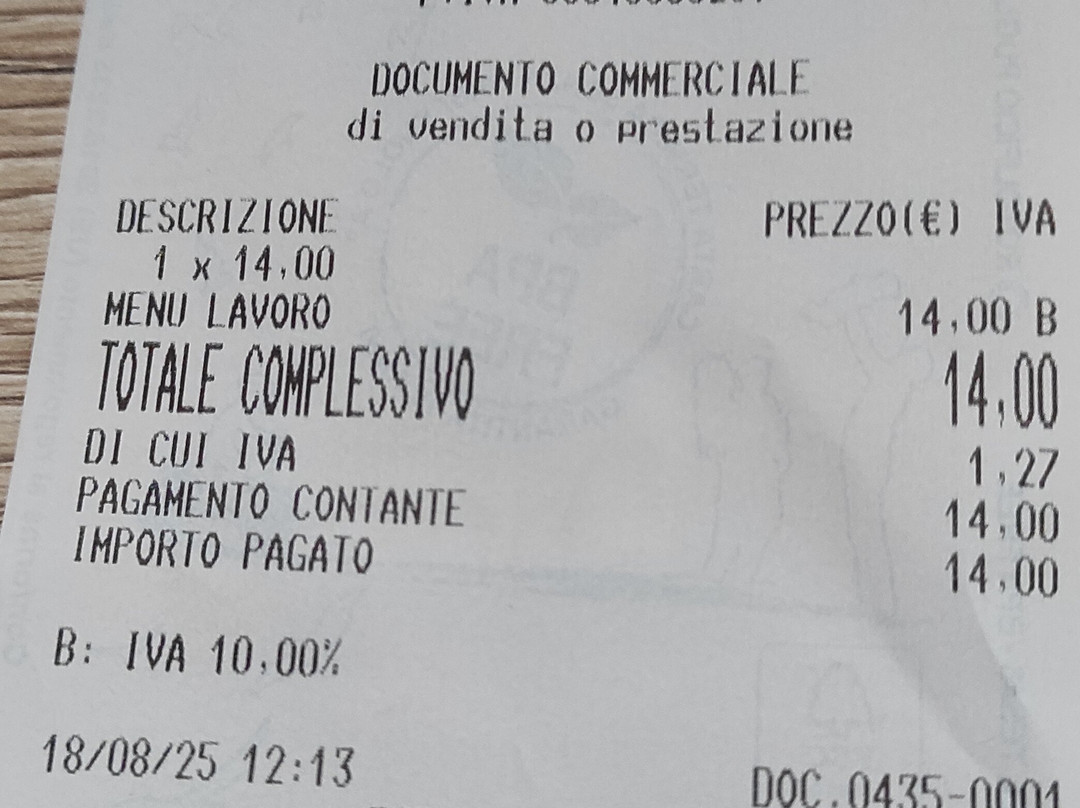 DOCUMENTO COMMERCIALE
di vendita o prestazione
DESCRIZIONE PREZZO(€) IVA
1 x 14,00
MENU LAVORO 14,00 B
TOTALE COMPLESSIVO 14,00
DI CUI IVA 1,27
PAGAMENTO CONTANTE 14,00
IMPORTO PAGATO 14,00
B: IVA 10,00%
18/08/25 12:13
DOC.0435-0001